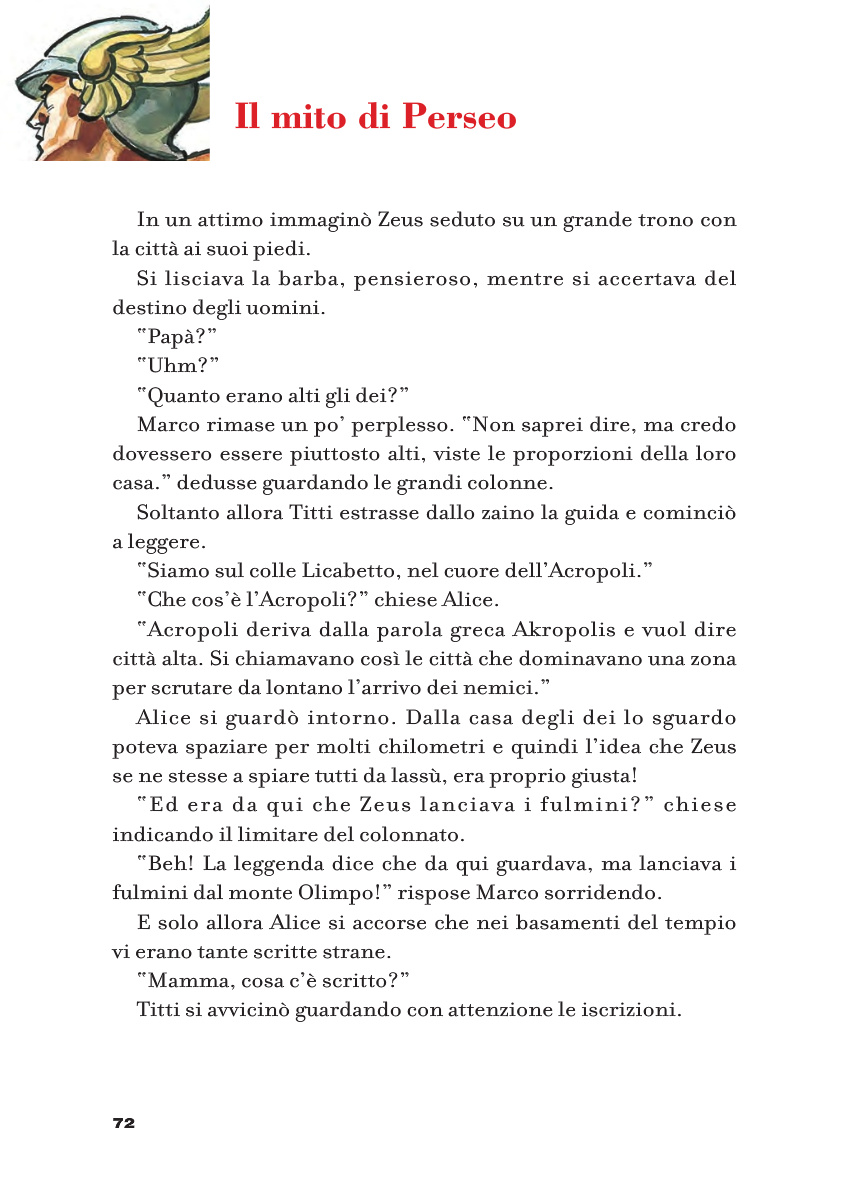 Il mito di Perseo
In un attimo immaginò Zeus seduto su un grande trono con
la città ai suoi piedi.
Si lisciava la barba, pensieroso, mentre si accertava del
destino degli uomini.
‟Papà?”
‟Uhm?”
‟Quanto erano alti gli dei?”
Marco rimase un po’ perplesso. ‟Non saprei dire, ma credo
dovessero essere piuttosto alti, viste le proporzioni della loro
casa.” dedusse guardando le grandi colonne.
Soltanto allora Titti estrasse dallo zaino la guida e cominciò
a leggere.
‟Siamo sul colle Licabetto, nel cuore dell’Acropoli.”
‟Che cos’è l’Acropoli?” chiese Alice.
‟Acropoli deriva dalla parola greca Akropolis e vuol dire
città alta. Si chiamavano così le città che dominavano una zona
per scrutare da lontano l’arrivo dei nemici.”
Alice si guardò intorno. Dalla casa degli dei lo sguardo
poteva spaziare per molti chilometri e quindi l’idea che Zeus
se ne stesse a spiare tutti da lassù, era proprio giusta!
‟Ed era da qui che Zeus lanciava i fulmini?” chiese
indicando il limitare del colonnato.
‟Beh! La leggenda dice che da qui guardava, ma lanciava i
fulmini dal monte Olimpo!” rispose Marco sorridendo.
E solo allora Alice si accorse che nei basamenti del tempio
vi erano tante scritte strane.
‟Mamma, cosa c’è scritto?”
Titti si avvicinò guardando con attenzione le iscrizioni.
72